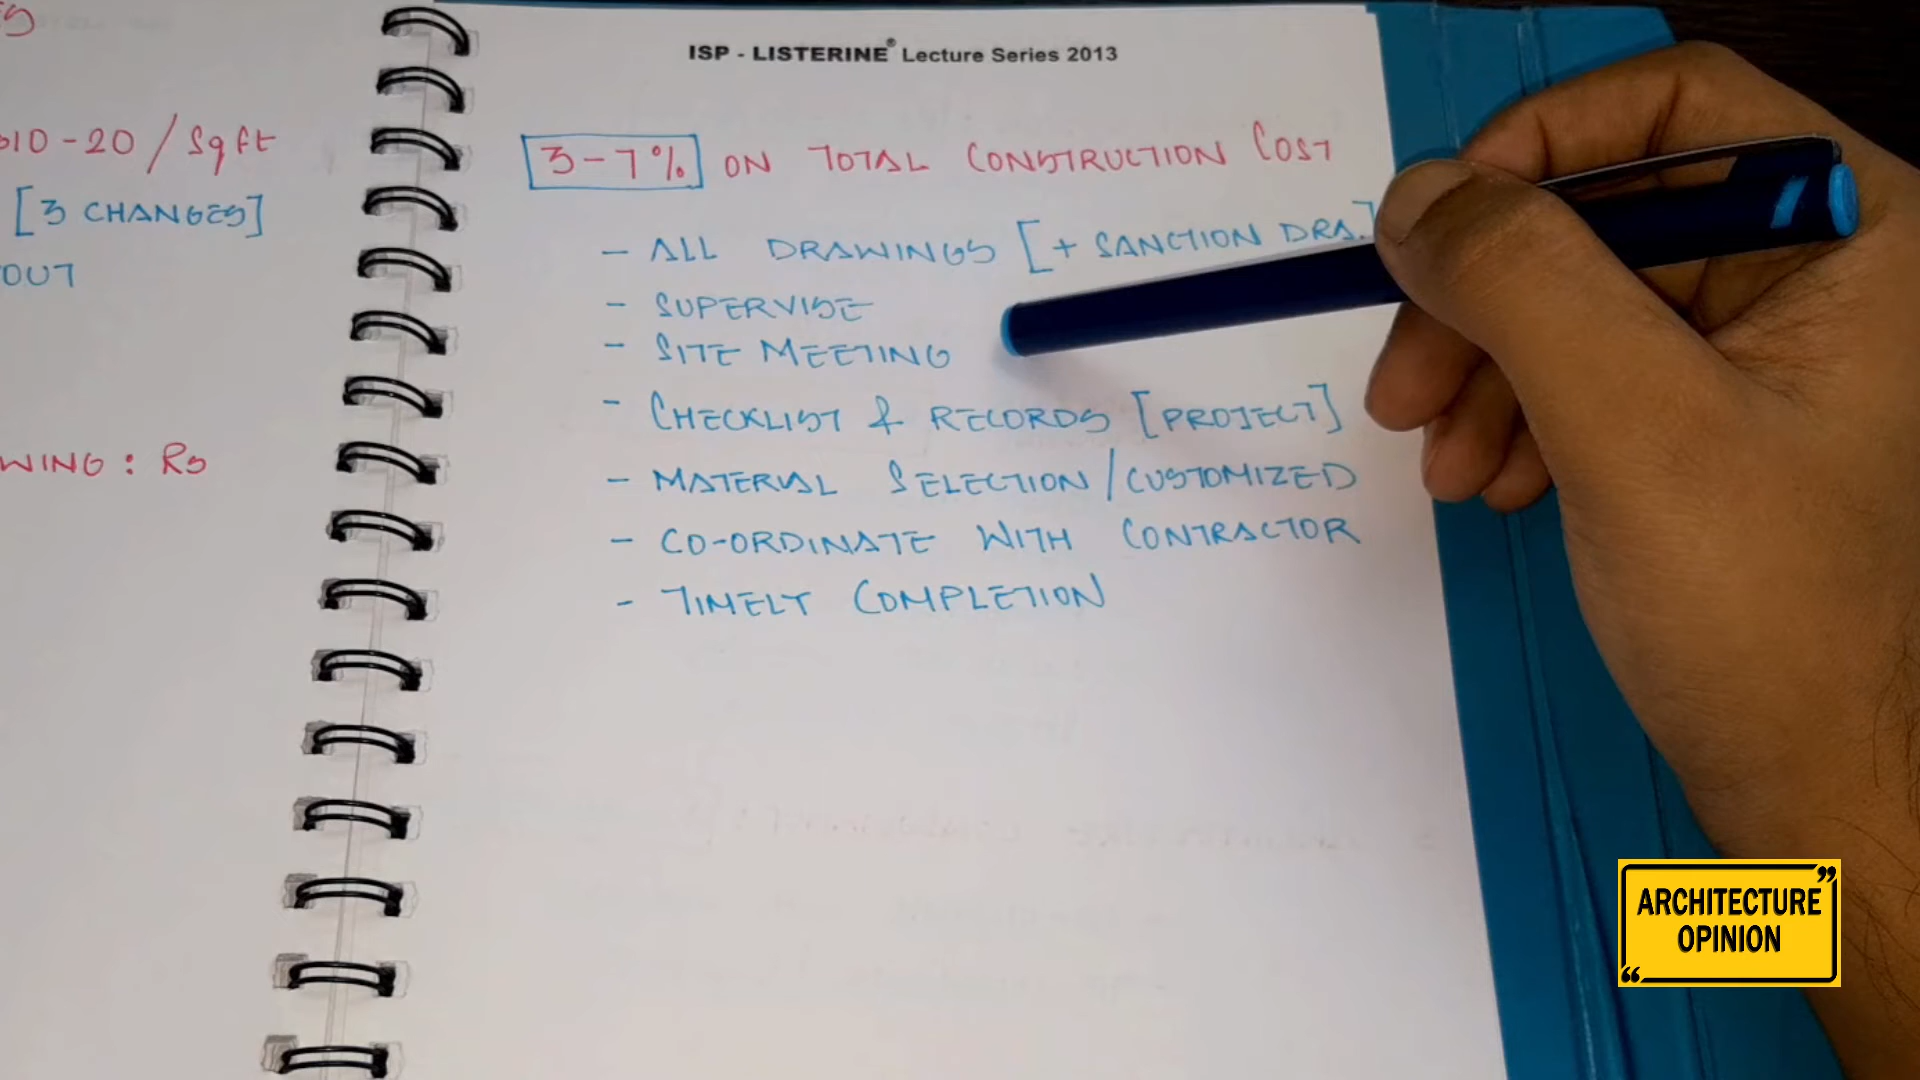 010-20 / Sqft
[3 CHANGES]
OUT
WING : Rs
ISP - LISTERINE® Lecture Series 2013
3-7% ON TOTAL CONSTRUCTION COST
- ALL DRAWINGS [+ SANCTION DRA.]
- SUPERVISE
- SITE MEETING
- CHECKLIST & RECORDS [PROJECT]
- MATERIAL SELECTION/CUSTOMIZED
- CO-ORDINATE WITH CONTRACTOR
- TIMELY COMPLETION
ARCHITECTURE
OPINION